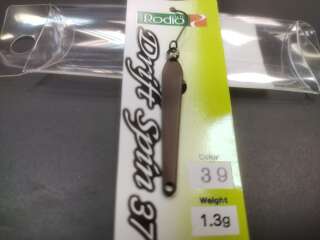 Rodio
Drift Spin 37
Color
39
Weight
1.3g